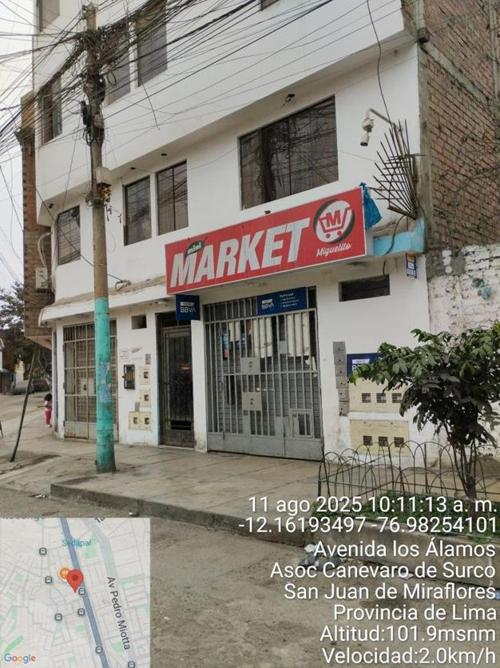 mini
MARKET
M
Miguelito
BBVA
BBVA
11 ago 2025 10:11:13 a. m.
-12.16193497 -76.98254101
Avenida los Álamos
Asoc Canevaro de Surco
San Juan de Miraflores
Provincia de Lima
Altitud:101.9msnm
Velocidad:2.0km/h
Sedapal
Av Pedro Miotta
Google